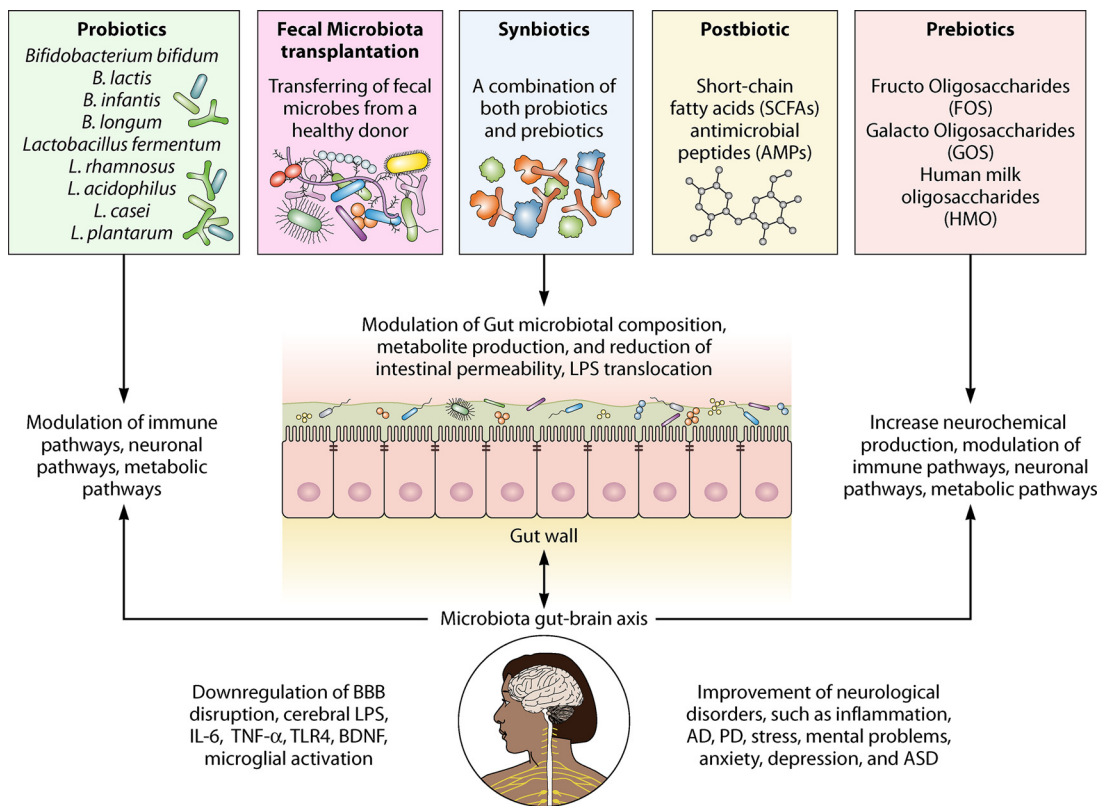 Probiotics
Bifidobacterium bifidum
B. lactis
B. infantis
B. longum
Lactobacillus fermentum
L. rhamnosus
L. acidophilus
L. casei
L. plantarum
Fecal Microbiota
transplantation
Transferring of fecal
microbes from a
healthy donor
Synbiotics
A combination of
both probiotics
and prebiotics
Postbiotic
Short-chain
fatty acids (SCFAs)
antimicrobial
peptides (AMPs)
Prebiotics
Fructo Oligosaccharides
(FOS)
Galacto Oligosaccharides
(GOS)
Human milk
oligosaccharides
(HMO)
Modulation of Gut microbiotal composition,
metabolite production, and reduction of
intestinal permeability, LPS translocation
Modulation of immune
pathways, neuronal
pathways, metabolic
pathways
Increase neurochemical
production, modulation of
immune pathways, neuronal
pathways, metabolic pathways
Gut wall
Microbiota gut-brain axis
Downregulation of BBB
disruption, cerebral LPS,
IL-6, TNF-α, TLR4, BDNF,
microglial activation
Improvement of neurological
disorders, such as inflammation,
AD, PD, stress, mental problems,
anxiety, depression, and ASD